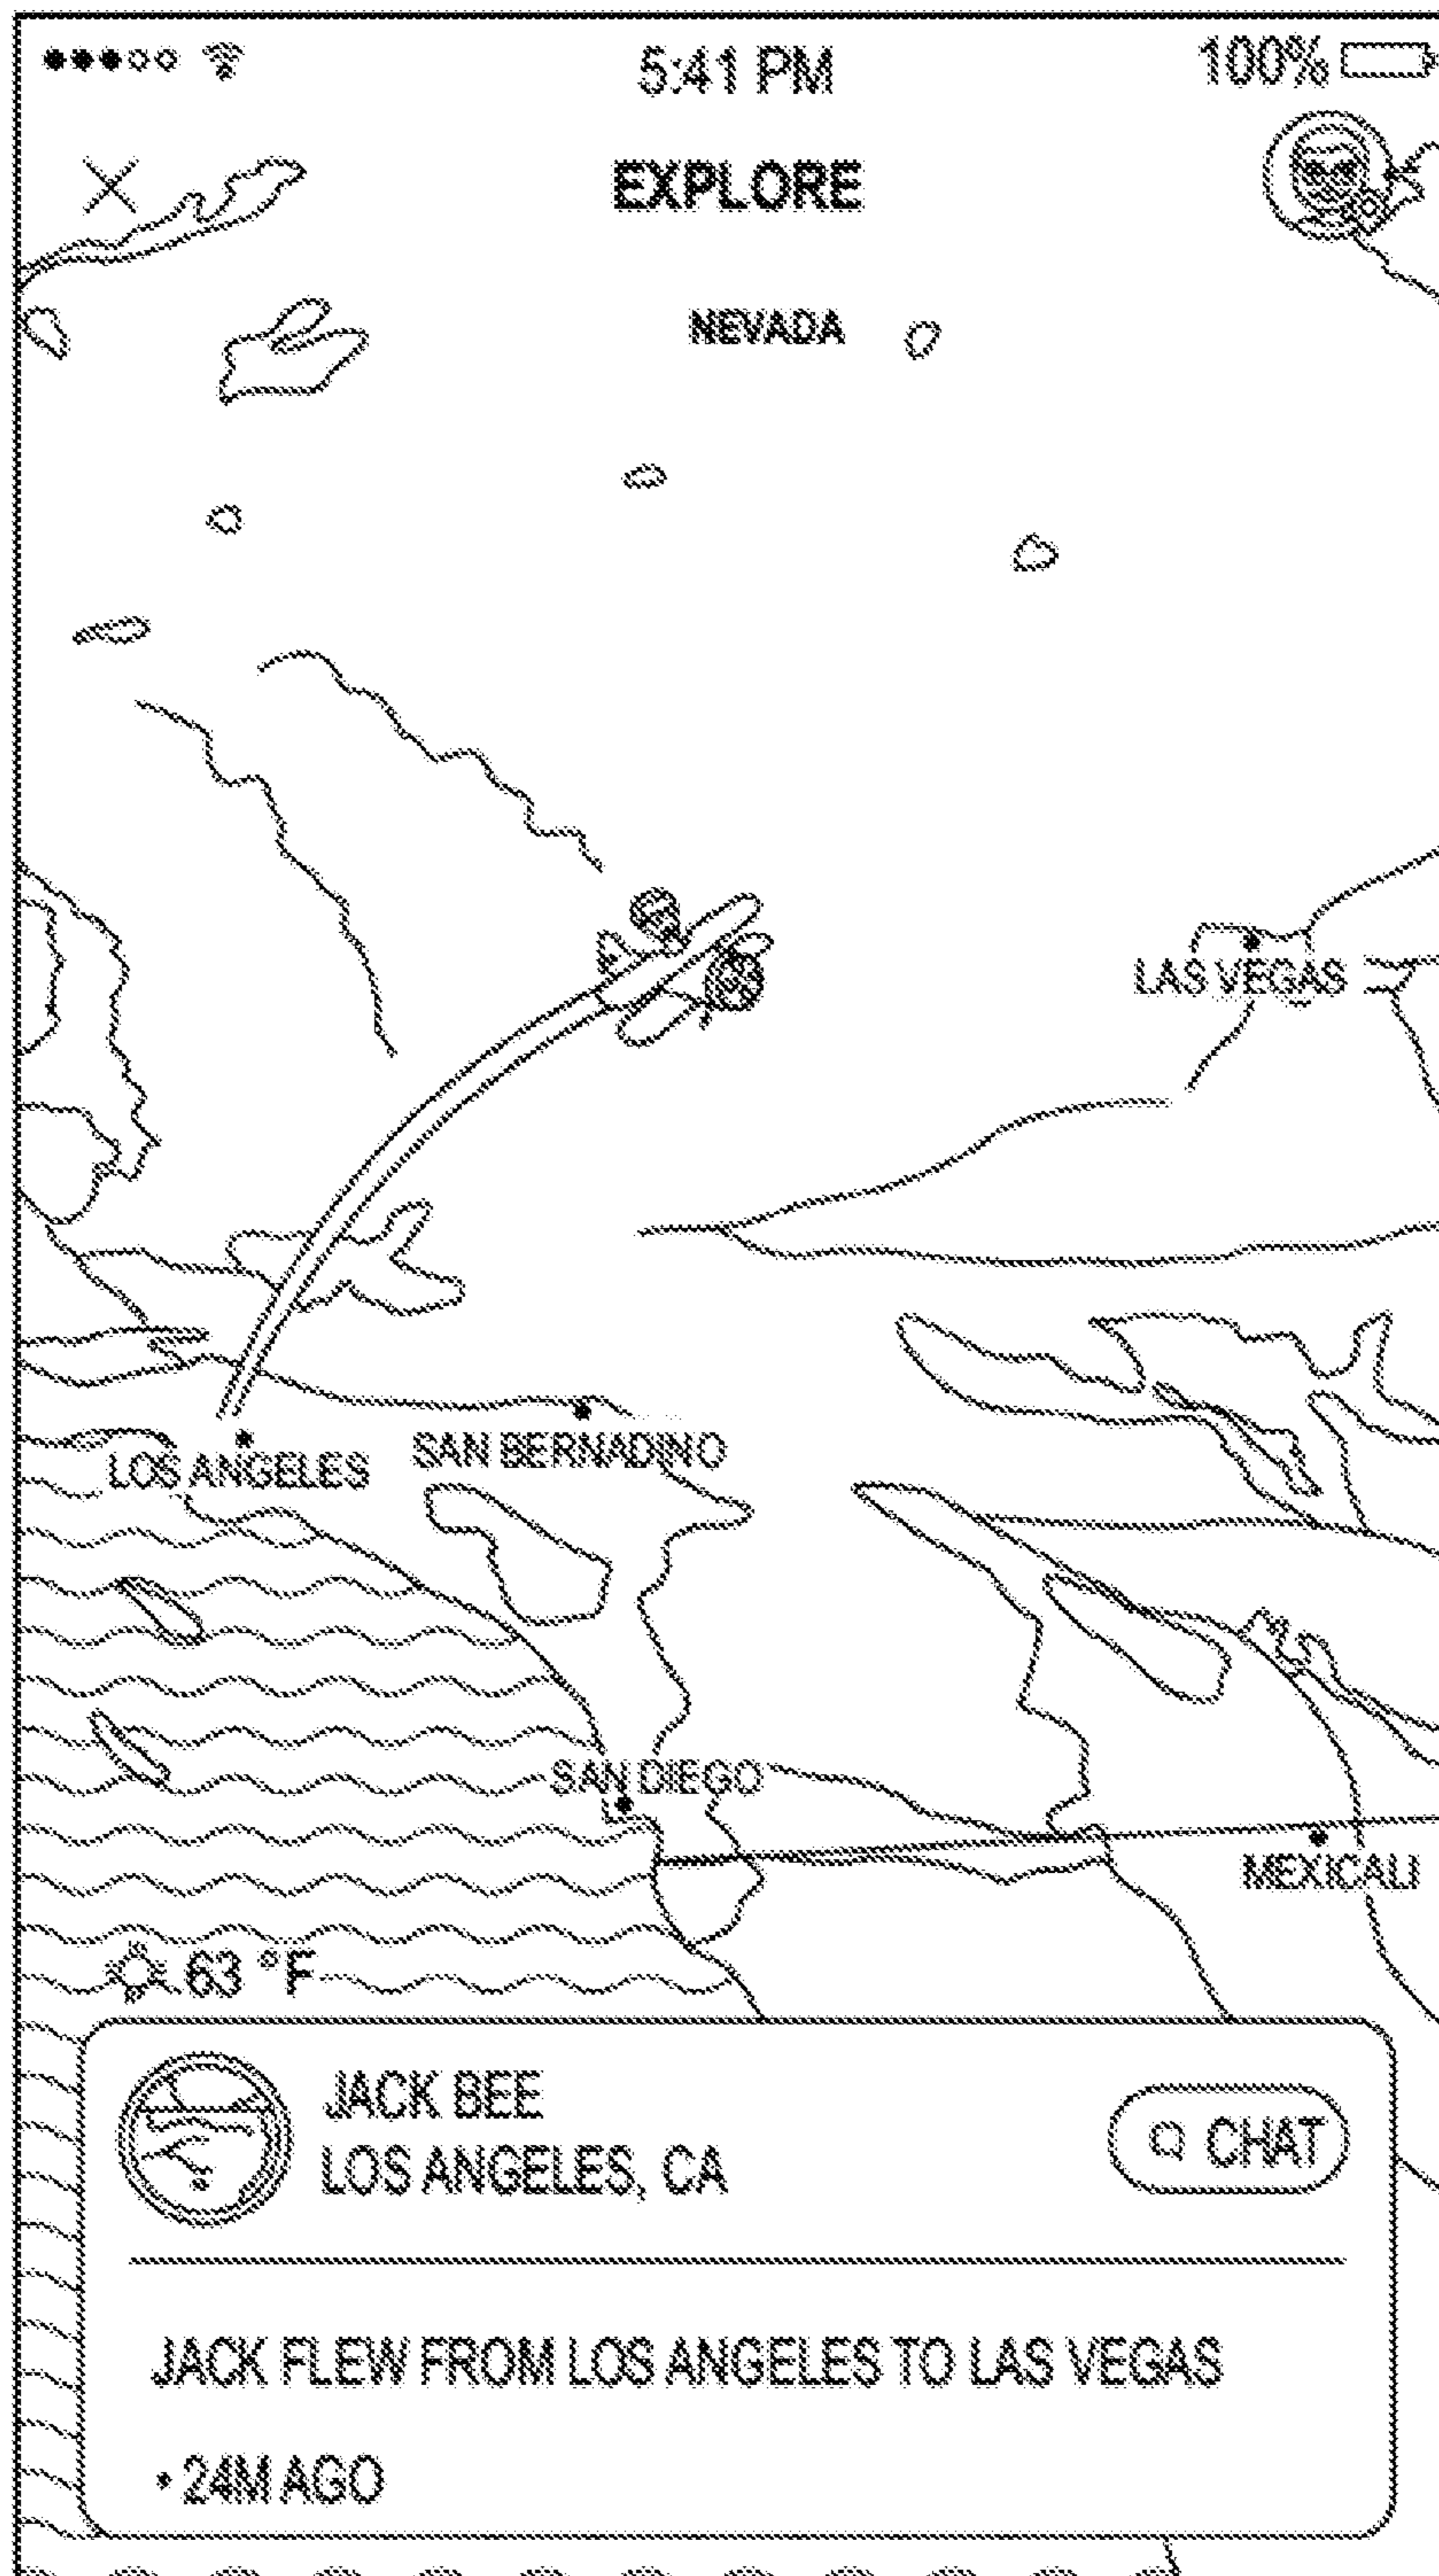 5:41 PM
100%
EXPLORE
NEVADA
LAS VEGAS
LOS ANGELES
SAN BERNADINO
SAN DIEGO
MEXICALI
63 °F
JACK BEE
LOS ANGELES, CA
CHAT
JACK FLEW FROM LOS ANGELES TO LAS VEGAS
• 24M AGO